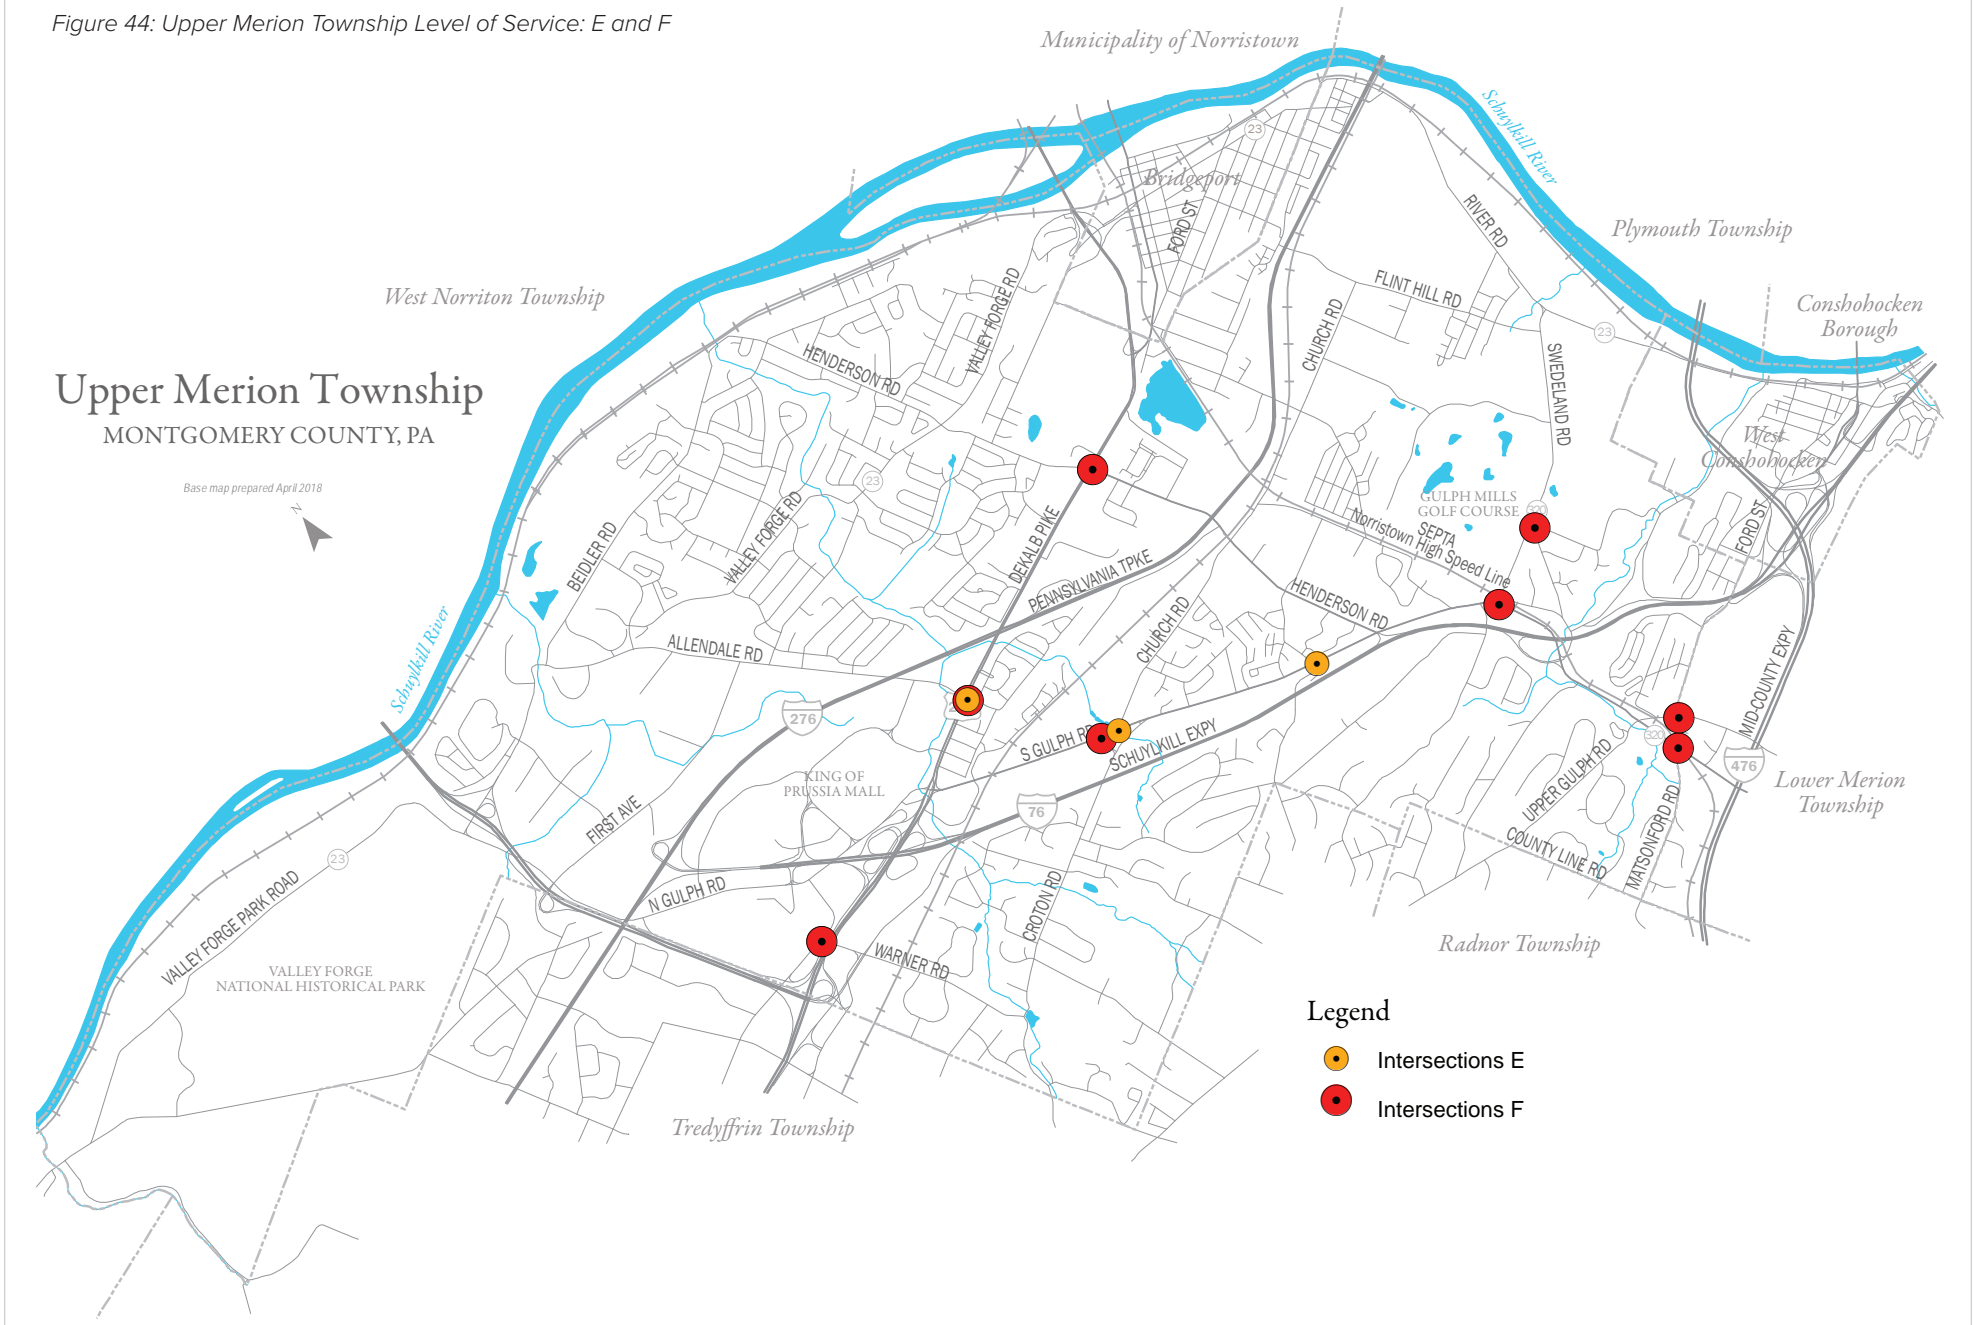 Figure 44: Upper Merion Township Level of Service: E and F
Municipality of Norristown
Schuylkill River
23
Bridgeport
FORD ST
RIVER RD
Plymouth Township
West Norriton Township
VALLEY FORGE RD
FLINT HILL RD
CHURCH RD
23
Conshohocken
Borough
HENDERSON RD
SWEDELAND RD
Upper Merion Township
MONTGOMERY COUNTY, PA
Base map prepared April 2018
N
West
Conshohocken
23
VALLEY FORGE RD
BEIDLER RD
DEKALB PIKE
GULPH MILLS
GOLF COURSE
320
SEPTA
Norristown High Speed Line
FORD ST
PENNSYLVANIA TPKE
HENDERSON RD
CHURCH RD
ALLENDALE RD
Schuylkill River
MID-COUNTY EXPY
276
S GULPH RD
SCHUYLKILL EXPY
320
UPPER GULPH RD
476
Lower Merion
Township
KING OF
PRUSSIA MALL
76
FIRST AVE
MATSONFORD RD
COUNTY LINE RD
23
N GULPH RD
CROTON RD
VALLEY FORGE PARK ROAD
WARNER RD
Radnor Township
VALLEY FORGE
NATIONAL HISTORICAL PARK
Legend
Intersections E
Intersections F
Tredyffrin Township